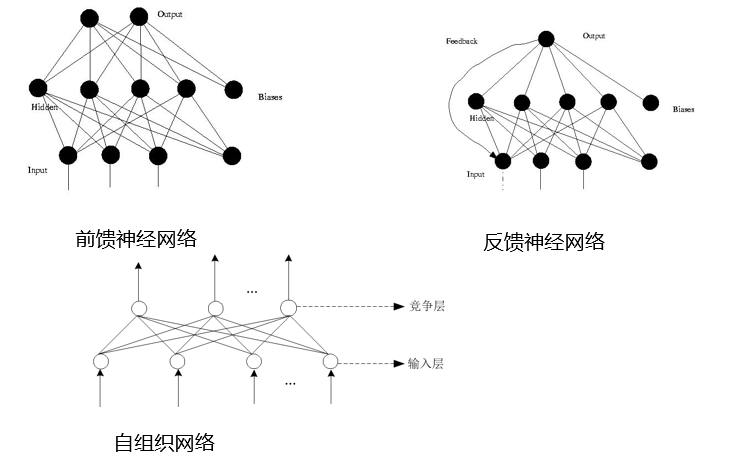 Output
Hidden
Biases
Input
前馈神经网络
Feedback
Output
Hidden
Biases
Input
反馈神经网络
...
竞争层
输入层
...
自组织网络